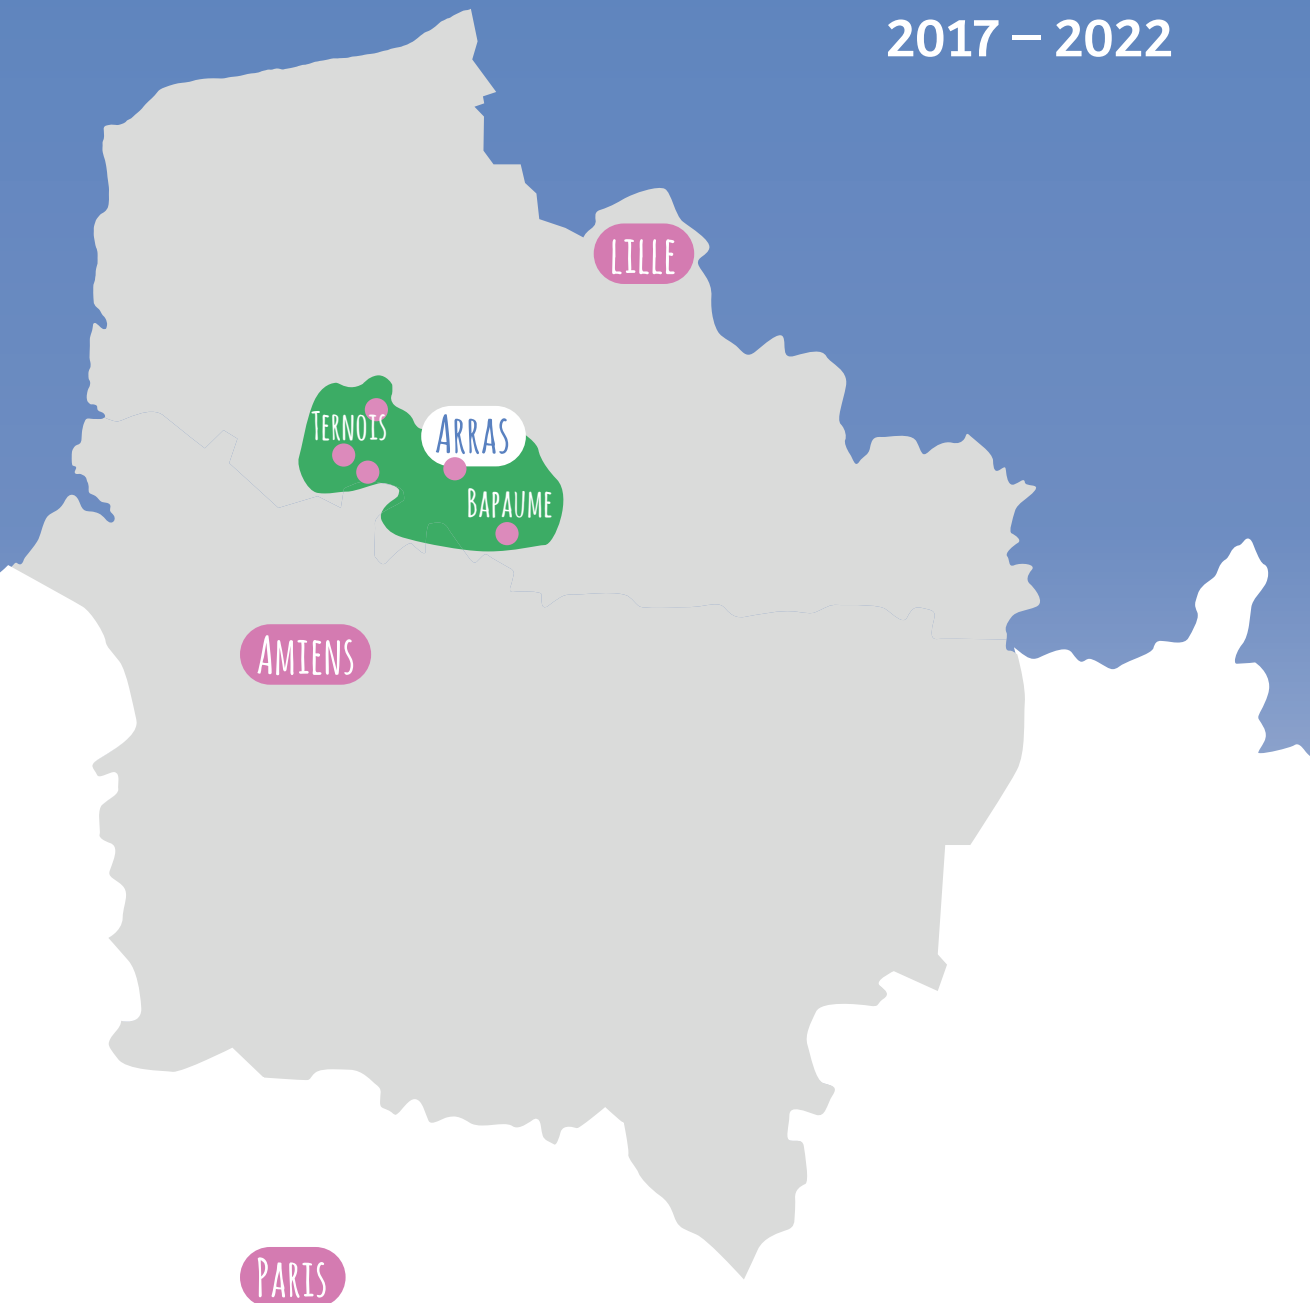 2017 – 2022
LILLE
TERNOIS
ARRAS
BAPAUME
AMIENS
PARIS